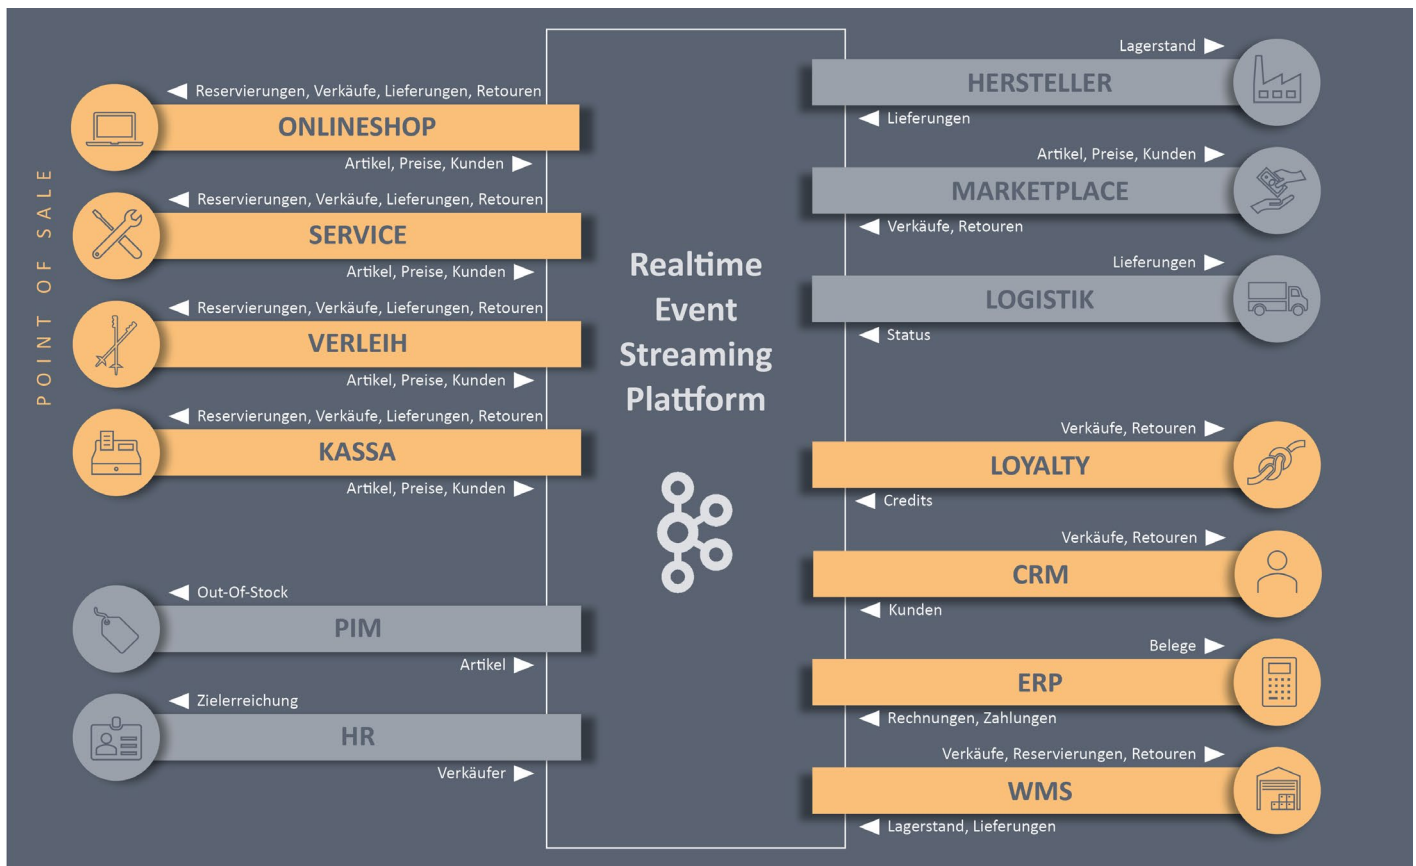 POINT OF SALE
Reservierungen, Verkäufe, Lieferungen, Retouren
ONLINESHOP
Artikel, Preise, Kunden
Reservierungen, Verkäufe, Lieferungen, Retouren
SERVICE
Artikel, Preise, Kunden
Reservierungen, Verkäufe, Lieferungen, Retouren
VERLEIH
Artikel, Preise, Kunden
Reservierungen, Verkäufe, Lieferungen, Retouren
KASSA
Artikel, Preise, Kunden
Out-Of-Stock
PIM
Artikel
Zielerreichung
HR
Verkäufer
Realtime
Event
Streaming
Plattform
Lagerstand
HERSTELLER
Lieferungen
Artikel, Preise, Kunden
MARKETPLACE
Verkäufe, Retouren
Lieferungen
LOGISTIK
Status
Verkäufe, Retouren
LOYALTY
Credits
Verkäufe, Retouren
CRM
Kunden
Belege
ERP
Rechnungen, Zahlungen
Verkäufe, Reservierungen, Retouren
WMS
Lagerstand, Lieferungen